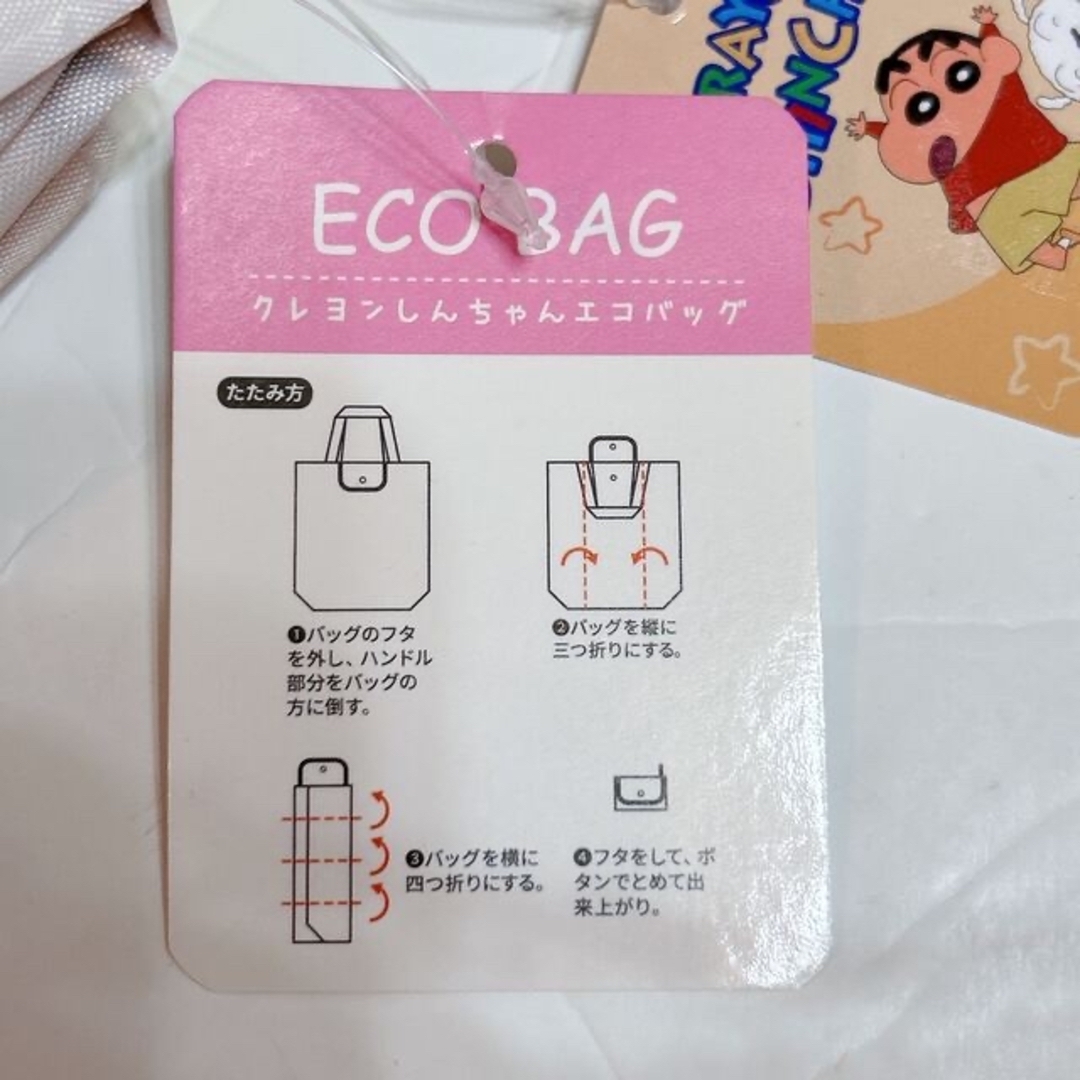 ECO BAG
クレヨンしんちゃんエコバッグ
たたみ方
❶バッグのフタ
を外し、ハンドル
部分をバッグの
方に倒す。
❷バッグを縦に
三つ折りにする。
❸バッグを横に
四つ折りにする。
❹フタをして、ボ
タンでとめて出
来上がり。